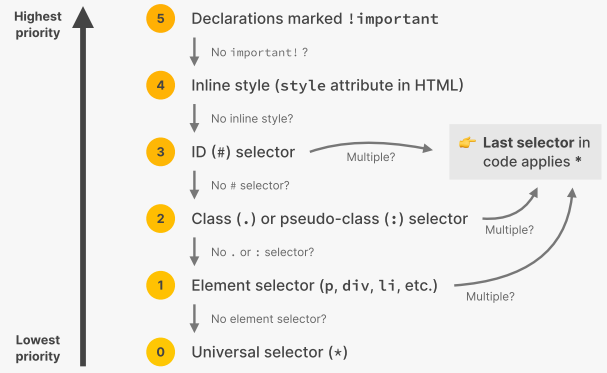 Highest
priority
5 Declarations marked !important
No important! ?
4 Inline style (style attribute in HTML)
No inline style?
3 ID (#) selector
Multiple?
👉 Last selector in
code applies *
No # selector?
2 Class (.) or pseudo-class (:) selector
Multiple?
No . or : selector?
1 Element selector (p, div, li, etc.)
Multiple?
No element selector?
Lowest
priority
0 Universal selector (*)